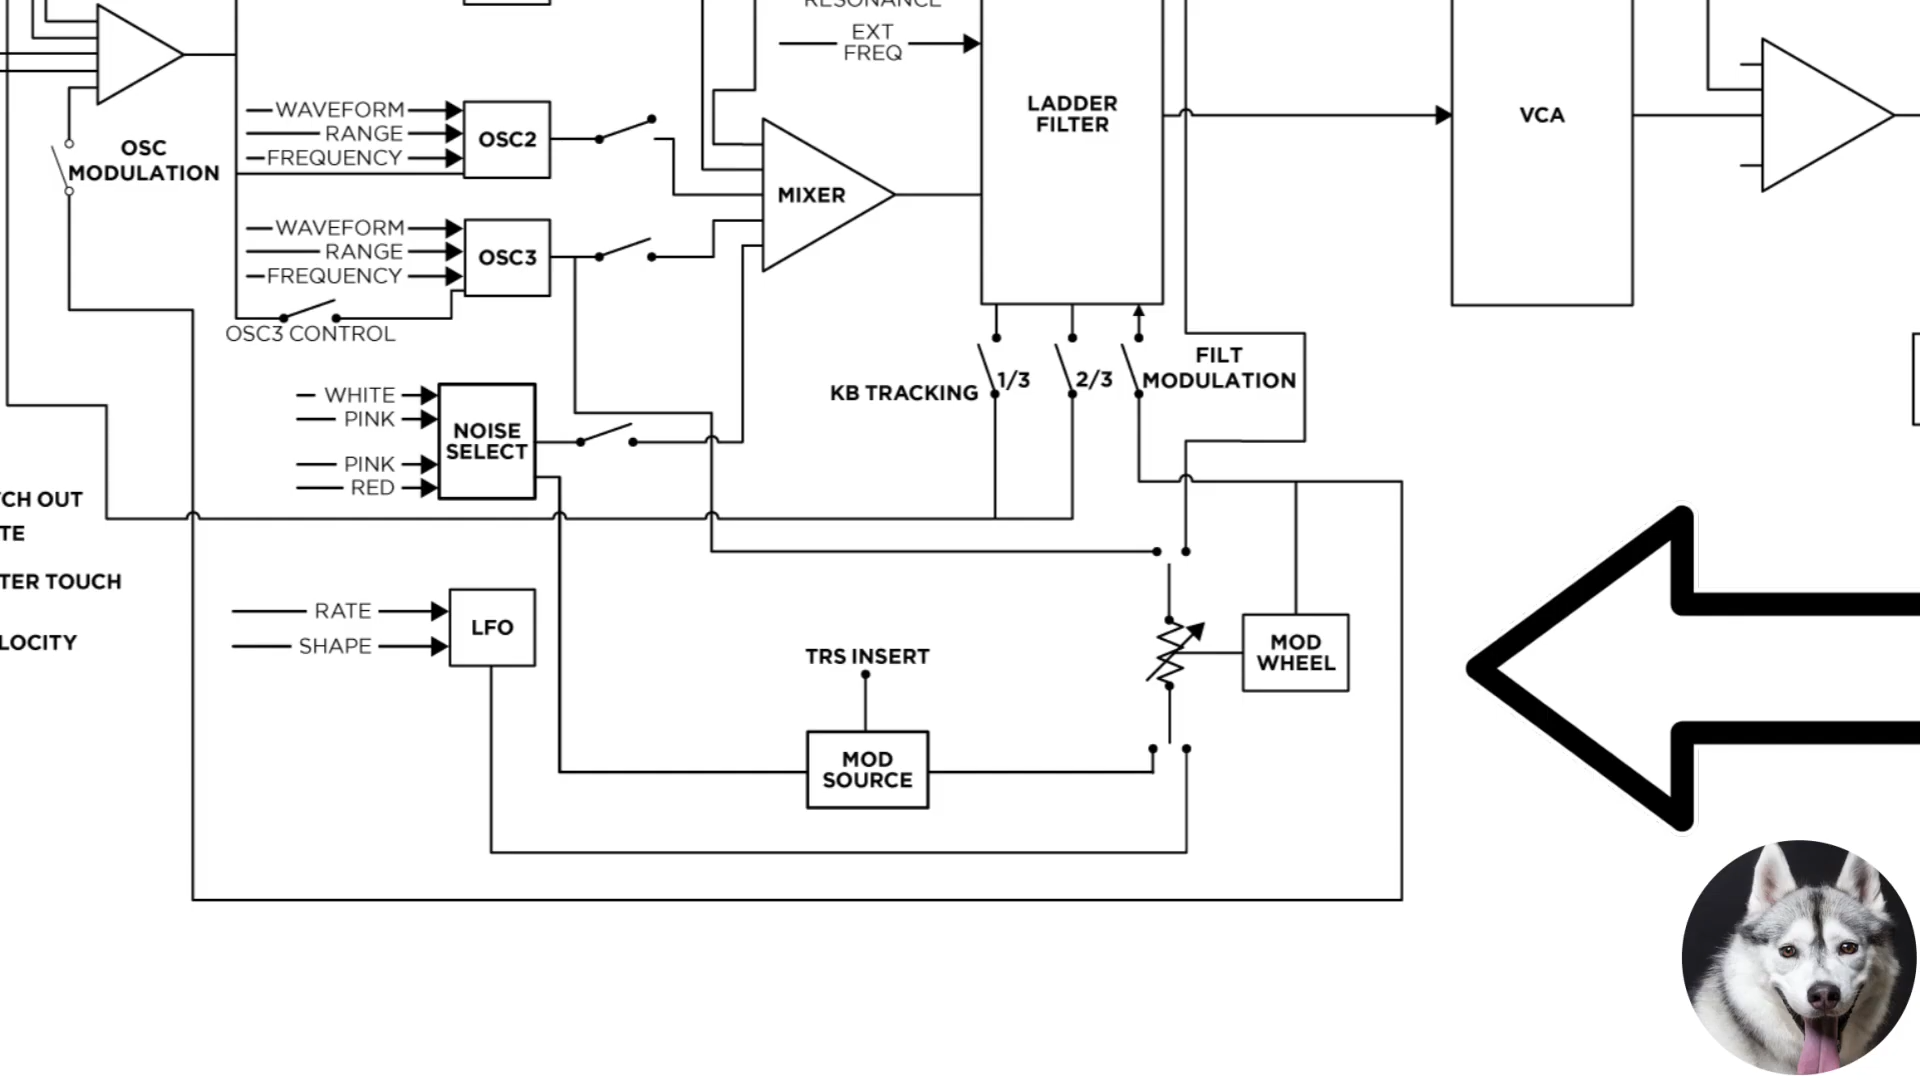 RESONANCE
EXT
FREQ
LADDER
FILTER
VCA
WAVEFORM
RANGE
FREQUENCY
OSC2
OSC
MODULATION
MIXER
WAVEFORM
RANGE
FREQUENCY
OSC3
OSC3 CONTROL
KB TRACKING
1/3
2/3
FILT
MODULATION
WHITE
PINK
PINK
RED
NOISE
SELECT
TCH OUT
TE
TER TOUCH
LOCITY
RATE
SHAPE
LFO
TRS INSERT
MOD
WHEEL
MOD
SOURCE